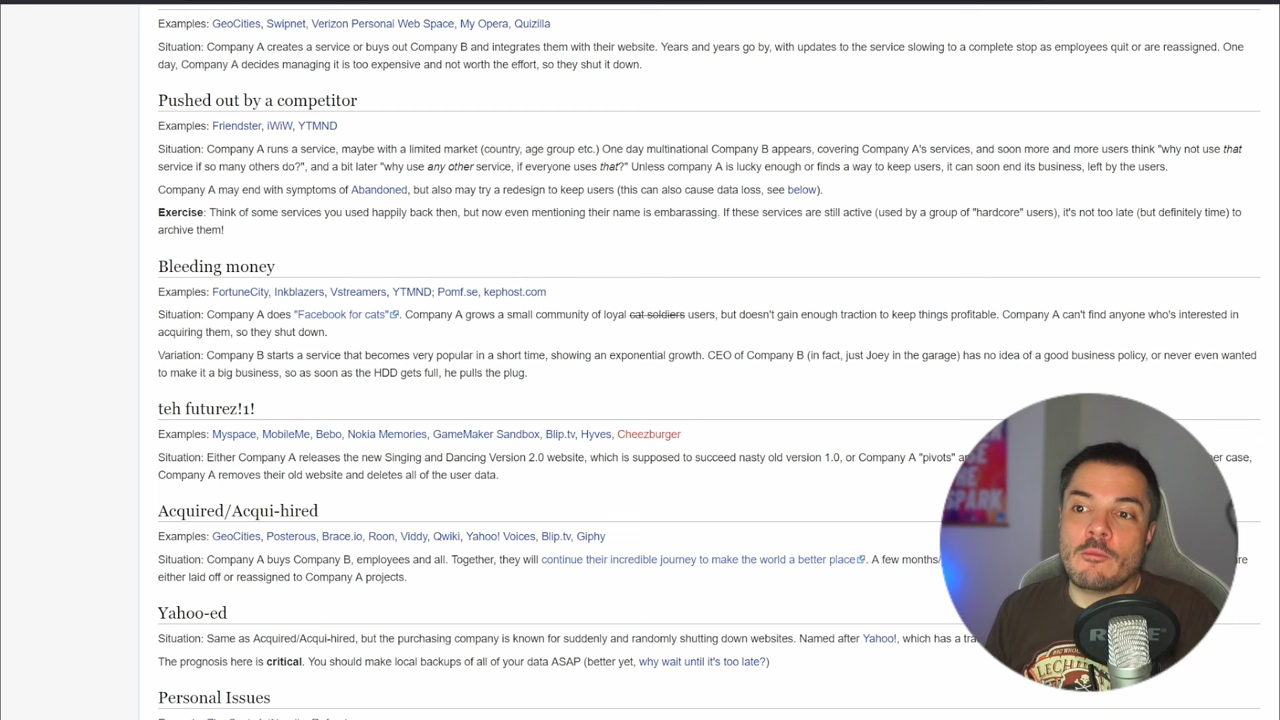 Examples: GeoCities, Swipnet, Verizon Personal Web Space, My Opera, Quizilla
Situation: Company A creates a service or buys out Company B and integrates them with their website. Years and years go by, with updates to the service slowing to a complete stop as employees quit or are reassigned. One
day, Company A decides managing it is too expensive and not worth the effort, so they shut it down.
Pushed out by a competitor
Examples: Friendster, iWiW, YTMND
Situation: Company A runs a service, maybe with a limited market (country, age group etc.) One day multinational Company B appears, covering Company A's services, and soon more and more users think "why not use that
service if so many others do?", and a bit later "why use any other service, if everyone uses that?" Unless company A is lucky enough or finds a way to keep users, it can soon end its business, left by the users.
Company A may end with symptoms of Abandoned, but also may try a redesign to keep users (this can also cause data loss, see below).
Exercise: Think of some services you used happily back then, but now even mentioning their name is embarassing. If these services are still active (used by a group of "hardcore" users), it's not too late (but definitely time) to
archive them!
Bleeding money
Examples: FortuneCity, Inkblazers, Vstreamers, YTMND; Pomf.se, kephost.com
Situation: Company A does "Facebook for cats". Company A grows a small community of loyal cat soldiers users, but doesn't gain enough traction to keep things profitable. Company A can't find anyone who's interested in
acquiring them, so they shut down.
Variation: Company B starts a service that becomes very popular in a short time, showing an exponential growth. CEO of Company B (in fact, just Joey in the garage) has no idea of a good business policy, or never even wanted
to make it a big business, so as soon as the HDD gets full, he pulls the plug.
teh futurez!1!
Examples: Myspace, MobileMe, Bebo, Nokia Memories, GameMaker Sandbox, Blip.tv, Hyves, Cheezburger
Situation: Either Company A releases the new Singing and Dancing Version 2.0 website, which is supposed to succeed nasty old version 1.0, or Company A "pivots" case,
Company A removes their old website and deletes all of the user data.
Acquired/Acqui-hired
Examples: GeoCities, Posterous, Brace.io, Roon, Viddy, Qwiki, Yahoo! Voices, Blip.tv, Giphy
Situation: Company A buys Company B, employees and all. Together, they will continue their incredible journey to make the world a better place. A few months/
either laid off or reassigned to Company A projects.
Yahoo-ed
Situation: Same as Acquired/Acqui-hired, but the purchasing company is known for suddenly and randomly shutting down websites. Named after Yahoo!, which has a
The prognosis here is critical. You should make local backups of all of your data ASAP (better yet, why wait until it's too late?)
Personal Issues